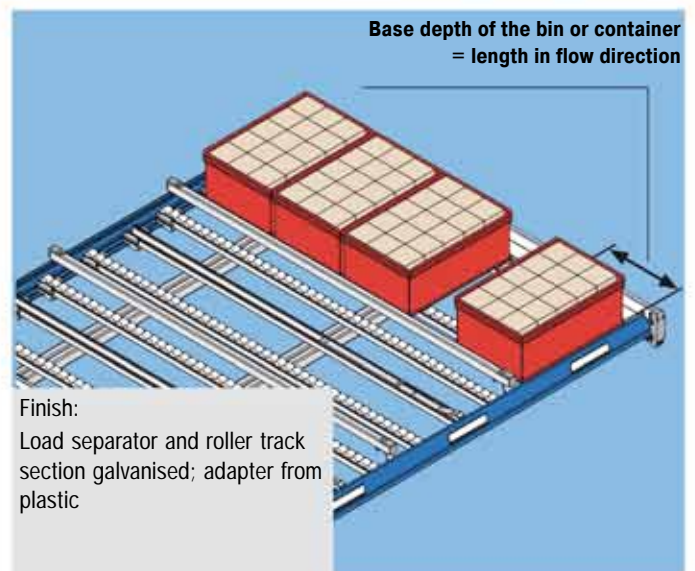 Base depth of the bin or container
= length in flow direction
Finish:
Load separator and roller track
section galvanised; adapter from
plastic